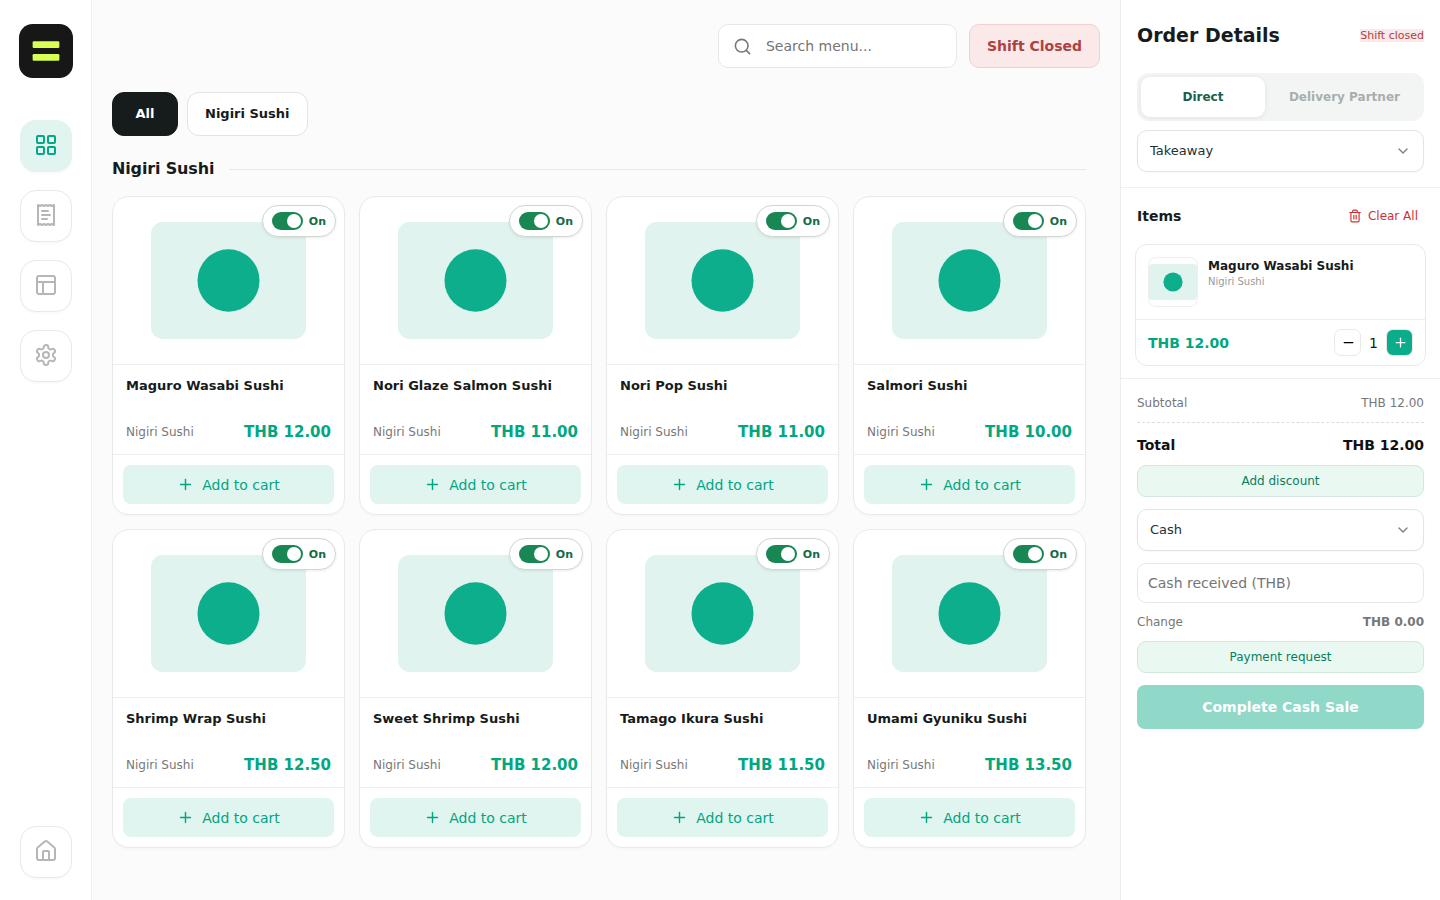 Search menu...
Shift Closed
All
Nigiri Sushi
Nigiri Sushi
On
On
On
On
Maguro Wasabi Sushi
Nori Glaze Salmon Sushi
Nori Pop Sushi
Salmori Sushi
Nigiri Sushi THB 12.00
Nigiri Sushi THB 11.00
Nigiri Sushi THB 11.00
Nigiri Sushi THB 10.00
Add to cart
Add to cart
Add to cart
Add to cart
On
On
On
On
Shrimp Wrap Sushi
Sweet Shrimp Sushi
Tamago Ikura Sushi
Umami Gyuniku Sushi
Nigiri Sushi THB 12.50
Nigiri Sushi THB 12.00
Nigiri Sushi THB 11.50
Nigiri Sushi THB 13.50
Add to cart
Add to cart
Add to cart
Add to cart
Order Details
Shift closed
Direct
Delivery Partner
Takeaway
Items
Clear All
Maguro Wasabi Sushi
Nigiri Sushi
THB 12.00
− 1 +
Subtotal THB 12.00
Total THB 12.00
Add discount
Cash
Cash received (THB)
Change THB 0.00
Payment request
Complete Cash Sale